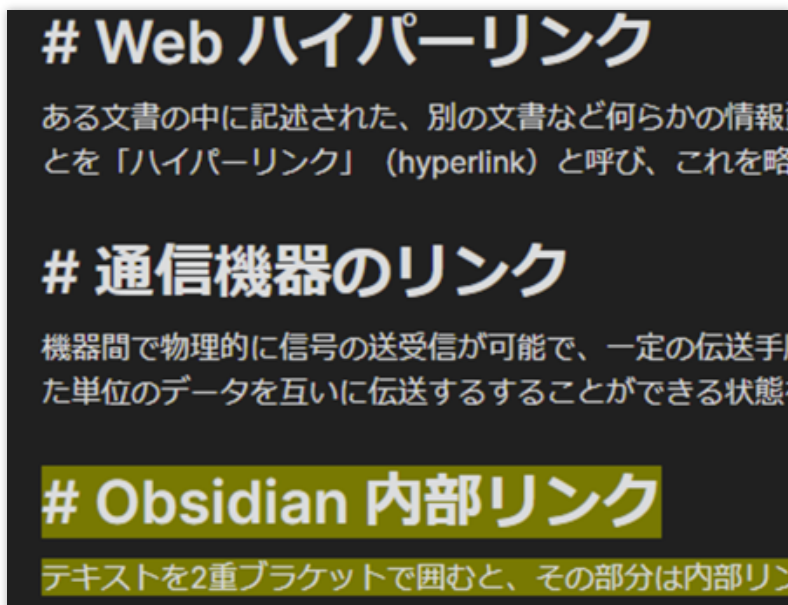 # Web ハイパーリンク
ある文書の中に記述された、別の文書など何らかの情報
とを「ハイパーリンク」（hyperlink）と呼び、これを略
# 通信機器のリンク
機器間で物理的に信号の送受信が可能で、一定の伝送手
た単位のデータを互いに伝送するすることができる状態
# Obsidian 内部リンク
テキストを2重ブラケットで囲むと、その部分は内部リン